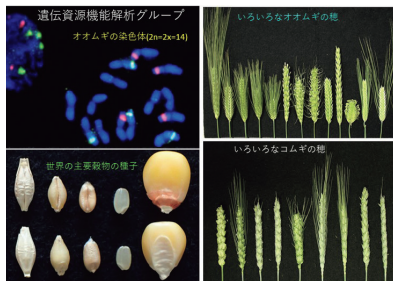 遺伝資源機能解析グループ
オオムギの染色体(2n=2x=14)
世界の主要穀物の種子
いろいろなオオムギの穂
いろいろなコムギの穂